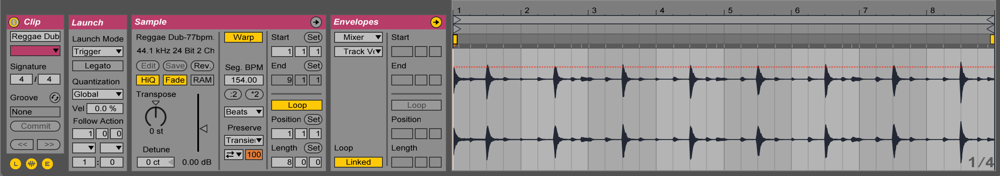 Clip
Reggae Dub
Signature
4 / 4
Groove
None
Commit
<< >>
L E
Launch
Launch Mode
Trigger
Legato
Quantization
Global
Vel 0.0 %
Follow Action
1 0 0
1 : 0
Sample
Reggae Dub-77bpm.
44.1 kHz 24 Bit 2 Ch
Edit Save Rev.
HiQ Fade RAM
Transpose
0 st
Detune
0 ct 0.00 dB
Warp
Seg. BPM
154.00
:2 *2
Beats
Preserve
Transie
100
Start Set
1 1 1
End Set
9 1 1
Loop
Position Set
1 1 1
Length Set
8 0 0
Envelopes
Mixer
Track Vo
Loop
Linked
Start
End
Loop
Position
Length
1 2 3 4 5 6 7 8
1/4